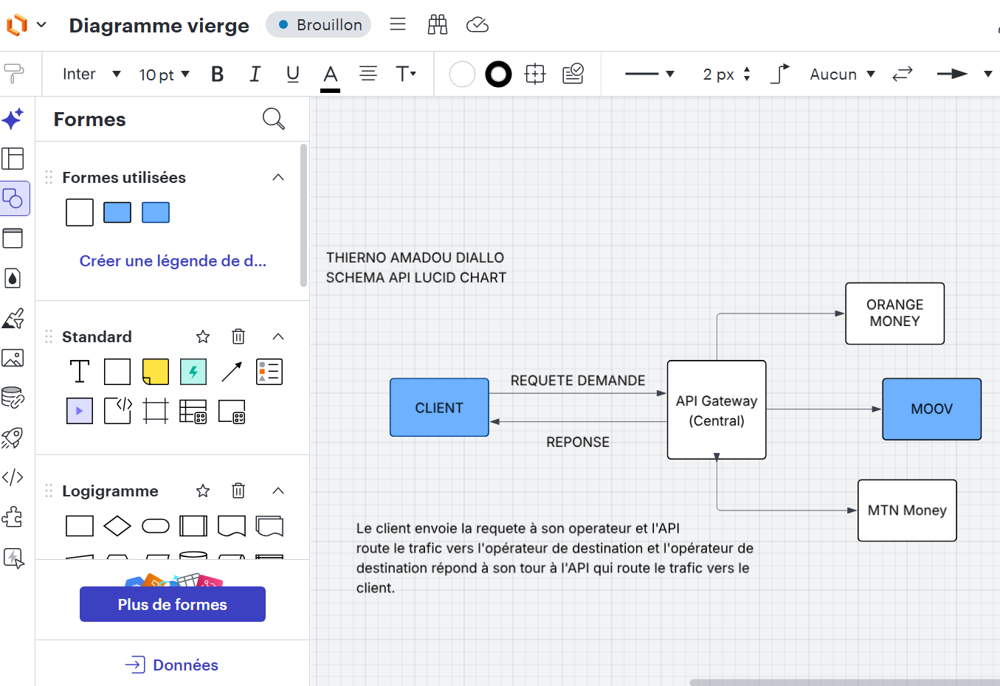 Diagramme vierge
Brouillon
Inter
10 pt
B
I
U
A
T
2 px
Aucun
Formes
Formes utilisées
Créer une légende de d...
Standard
Logigramme
Plus de formes
Données
THIERNO AMADOU DIALLO
SCHEMA API LUCID CHART
ORANGE
MONEY
REQUETE DEMANDE
CLIENT
API Gateway
(Central)
MOOV
REPONSE
MTN Money
Le client envoie la requete à son operateur et l'API
route le trafic vers l'opérateur de destination et l'opérateur de
destination répond à son tour à l'API qui route le trafic vers le
client.